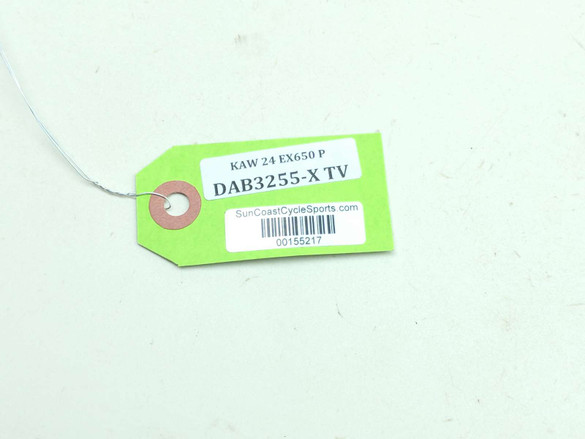 KAW 24 EX650 P
DAB3255-X TV
SunCoastCycleSports.com
00155217